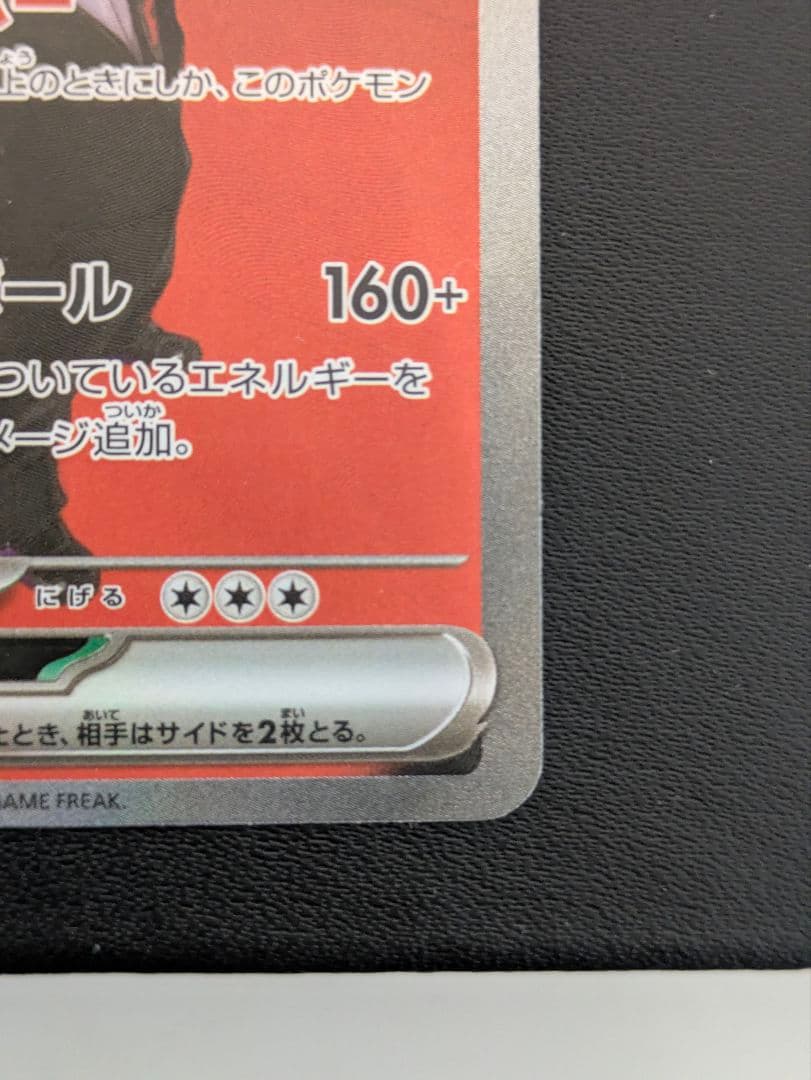 上のときにしか、このポケモン
ボール 160+
ついているエネルギーを
メージ追加。
にげる
とき、相手はサイドを2枚とる。
GAME FREAK.